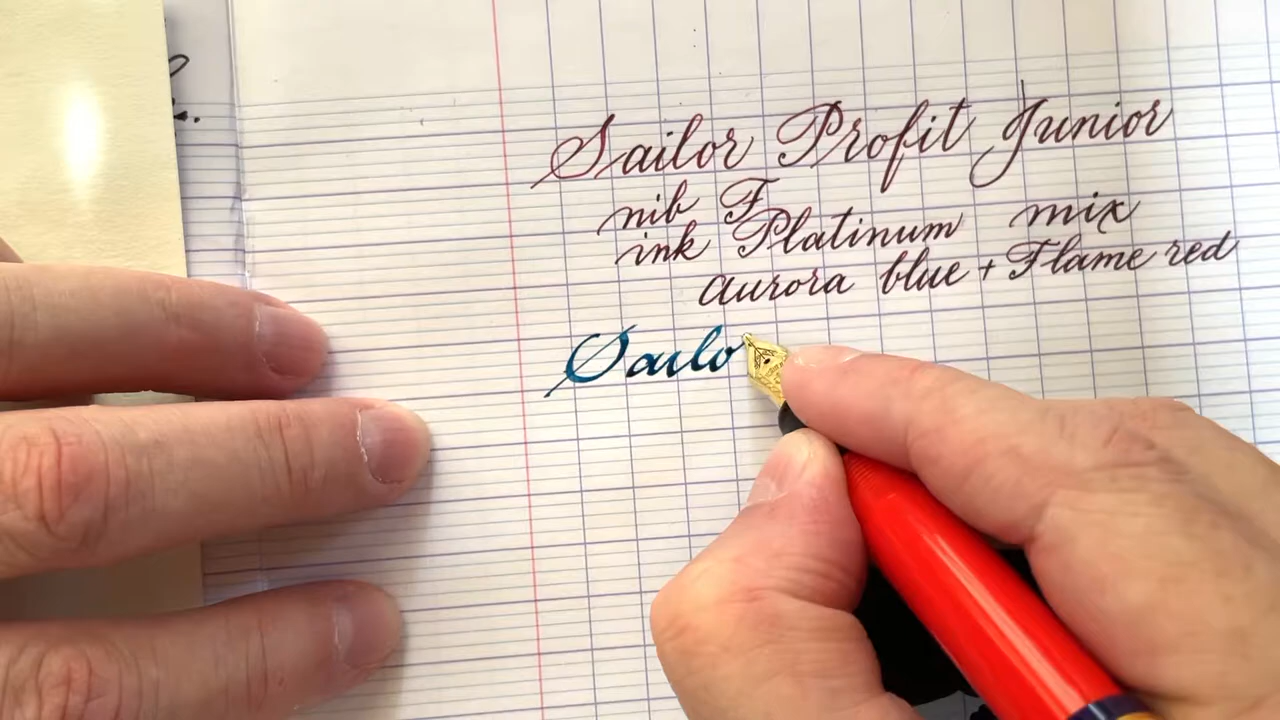 Sailor Profit Junior
nib F
ink Platinum mix
aurora blue + Flame red
Sailo